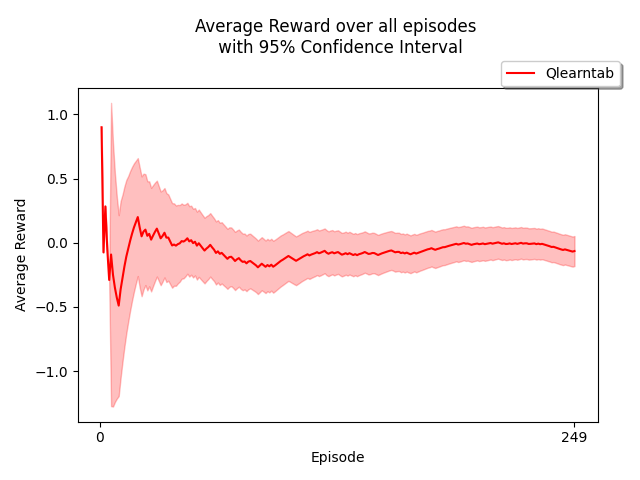 Average Reward over all episodes
with 95% Confidence Interval
Qlearntab
1.0
0.5
0.0
−0.5
−1.0
Average Reward
0
249
Episode